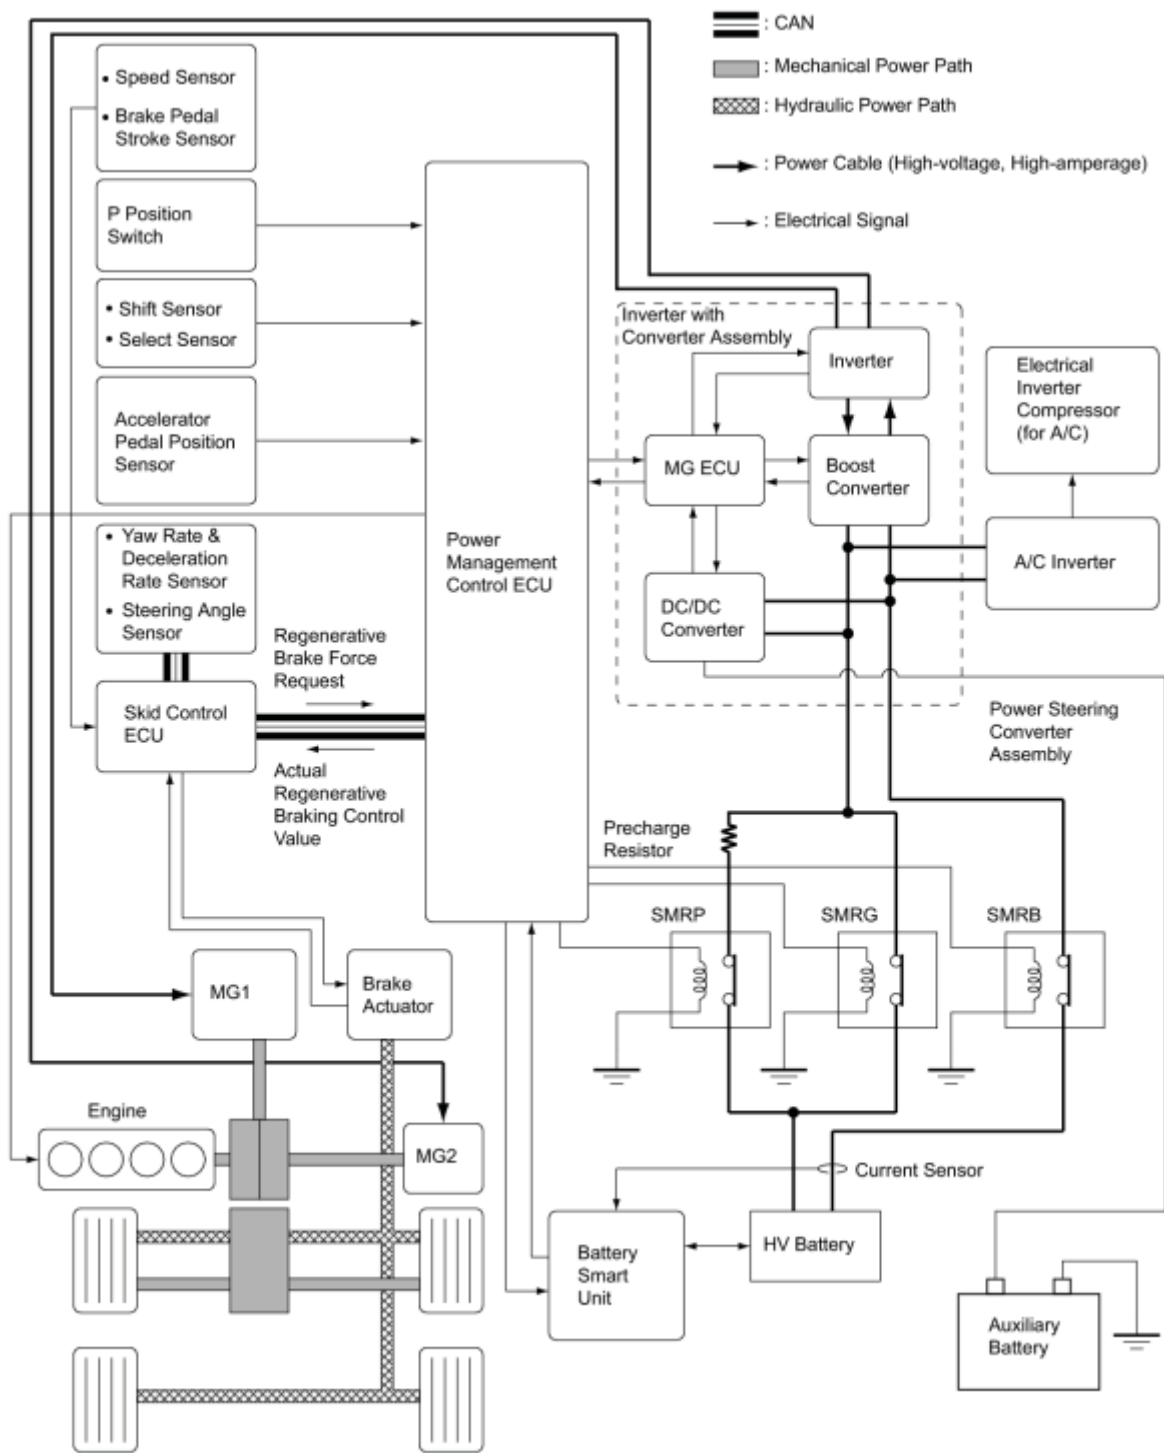 : CAN
: Mechanical Power Path
: Hydraulic Power Path
: Power Cable (High-voltage, High-amperage)
: Electrical Signal
• Speed Sensor
• Brake Pedal
Stroke Sensor
P Position
Switch
• Shift Sensor
• Select Sensor
Accelerator
Pedal Position
Sensor
• Yaw Rate &
Deceleration
Rate Sensor
• Steering Angle
Sensor
Skid Control
ECU
Regenerative
Brake Force
Request
Actual
Regenerative
Braking Control
Value
Power
Management
Control ECU
Inverter with
Converter Assembly
Inverter
MG ECU
Boost
Converter
DC/DC
Converter
Electrical
Inverter
Compressor
(for A/C)
A/C Inverter
Power Steering
Converter
Assembly
Precharge
Resistor
SMRP
SMRG
SMRB
MG1
Brake
Actuator
Engine
MG2
Current Sensor
Battery
Smart
Unit
HV Battery
Auxiliary
Battery